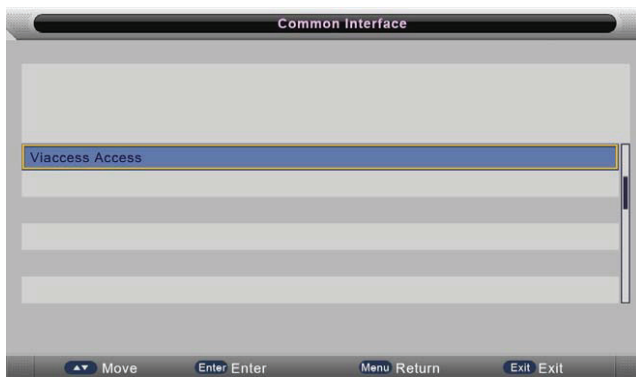 Common Interface
Viaccess Access
▲▼ Move Enter Enter Menu Return Exit Exit